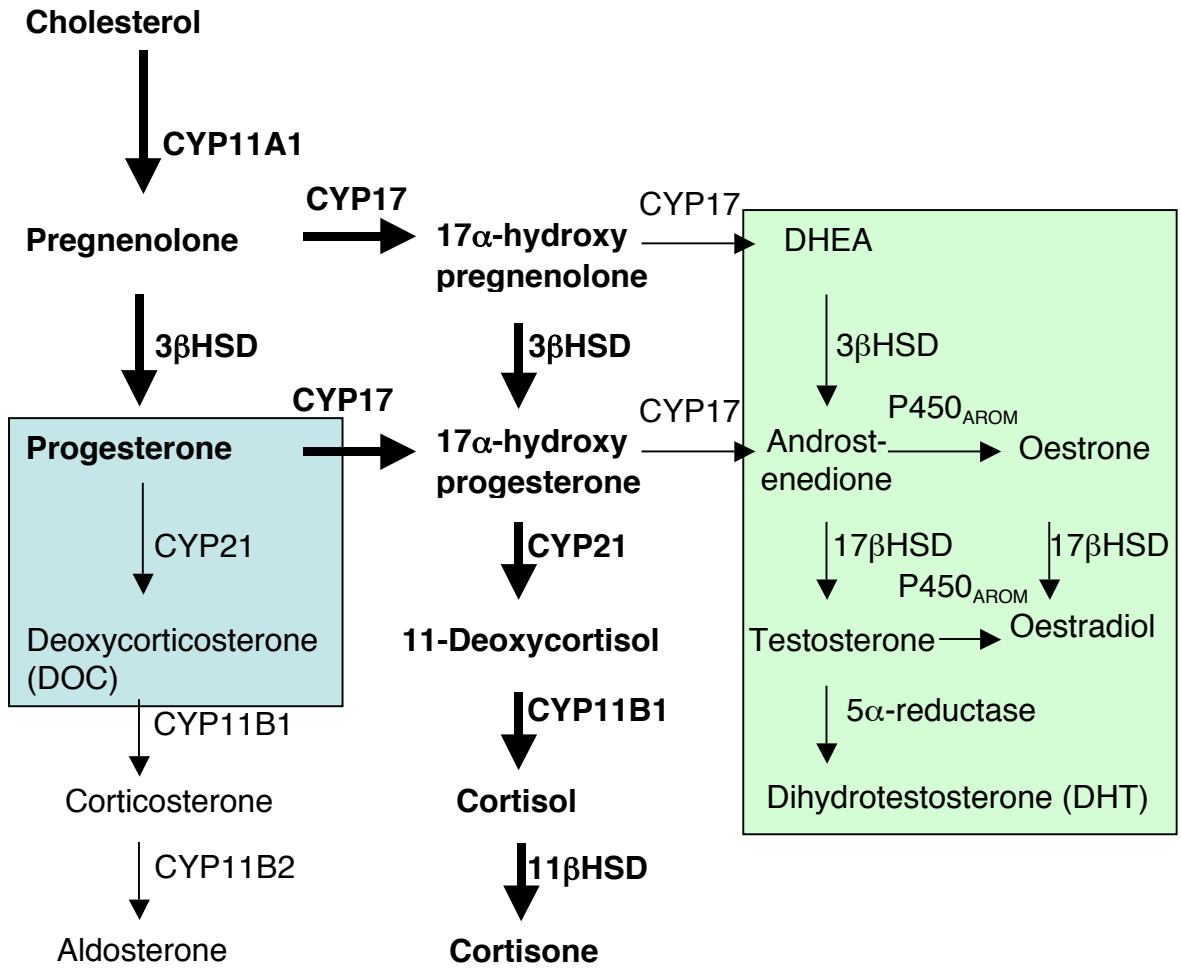 Cholesterol
CYP11A1
CYP17
CYP17
Pregnenolone
17α-hydroxy
pregnenolone
DHEA
3βHSD
3βHSD
3βHSD
CYP17
CYP17
P450AROM
Progesterone
17α-hydroxy
progesterone
Androst-
enedione
Oestrone
CYP21
CYP21
17βHSD
17βHSD
P450AROM
Deoxycorticosterone
(DOC)
11-Deoxycortisol
Testosterone
Oestradiol
CYP11B1
CYP11B1
5α-reductase
Corticosterone
Cortisol
Dihydrotestosterone (DHT)
CYP11B2
11βHSD
Aldosterone
Cortisone